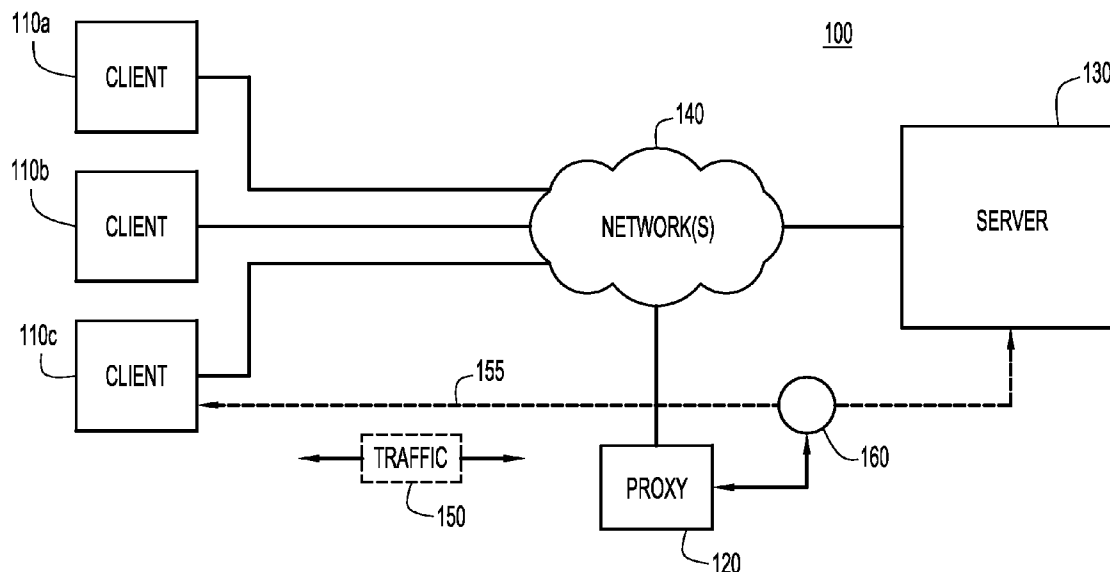 110a
CLIENT
100
130
140
110b
CLIENT
NETWORK(S)
SERVER
110c
CLIENT
155
160
TRAFFIC
150
PROXY
120